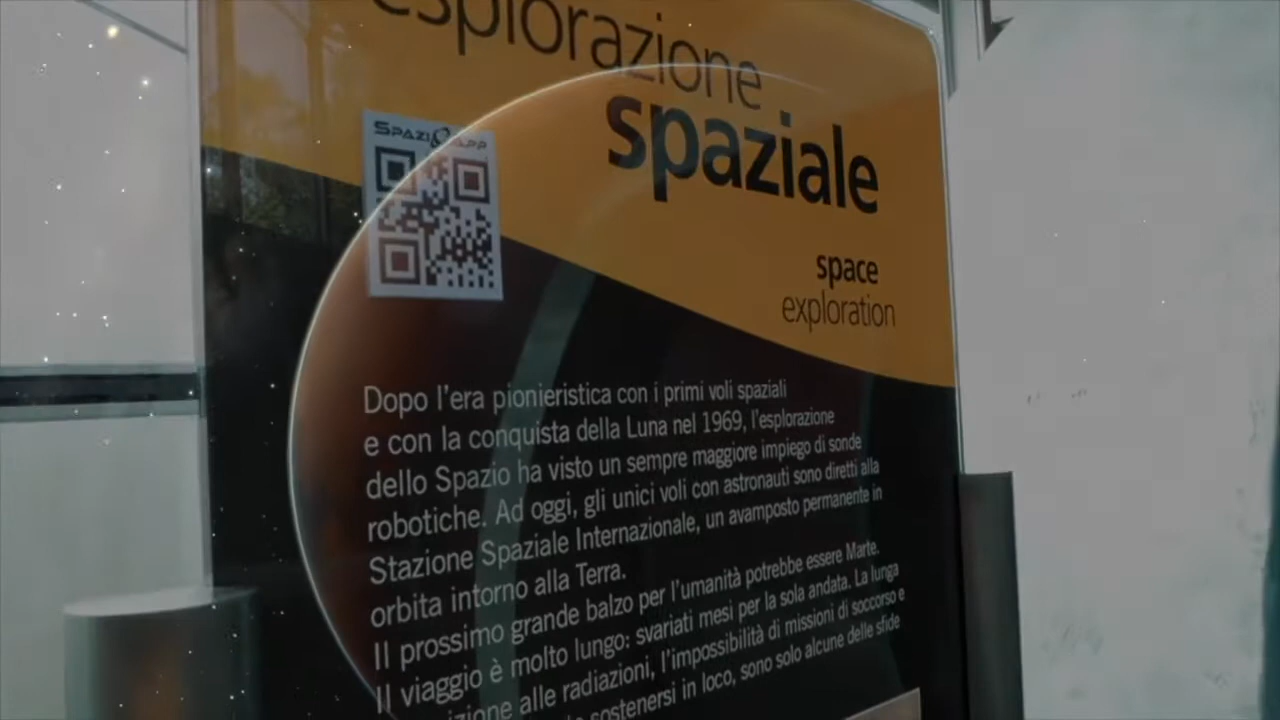 esplorazione
spaziale
SPAZIO APP
space
exploration
Dopo l'era pionieristica con i primi voli spaziali
e con la conquista della Luna nel 1969, l'esplorazione
dello Spazio ha visto un sempre maggiore impiego di sonde
robotiche. Ad oggi, gli unici voli con astronauti sono diretti alla
Stazione Spaziale Internazionale, un avamposto permanente in
orbita intorno alla Terra.
Il prossimo grande balzo per l'umanità potrebbe essere Marte.
Il viaggio è molto lungo: svariati mesi per la sola andata. La lunga
alle radiazioni, l'impossibilità di missioni di soccorso e
sostenersi in loco, sono solo alcune delle sfide